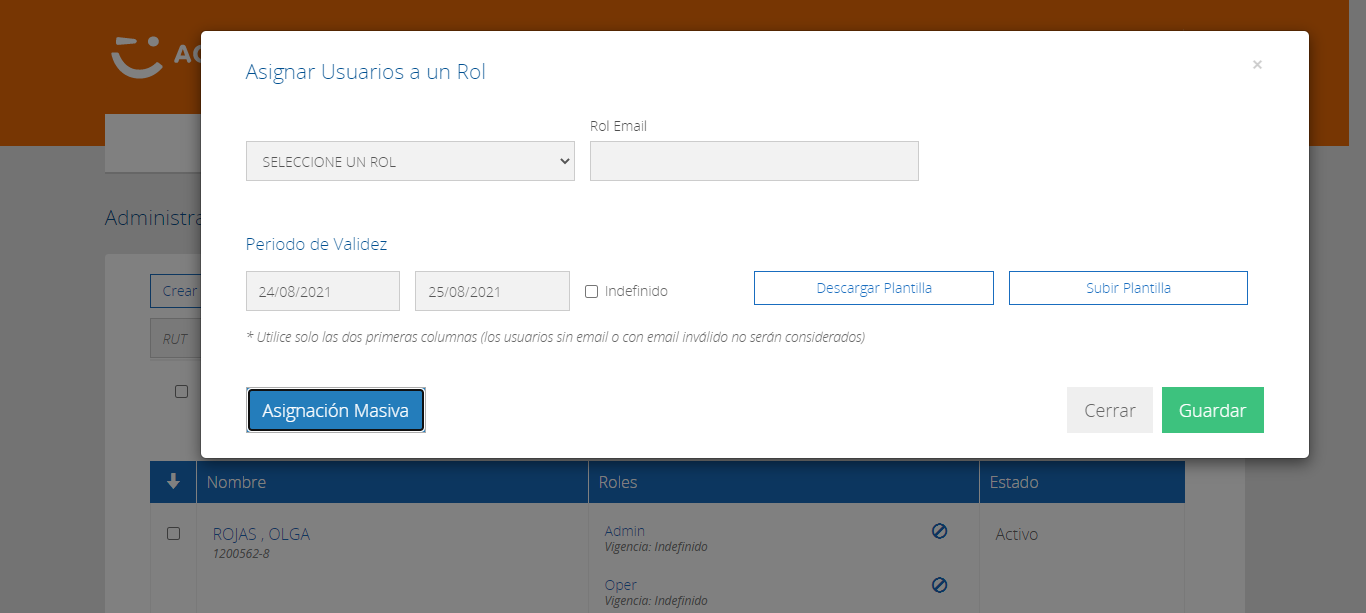 AC
Asignar Usuarios a un Rol
×
Rol Email
SELECCIONE UN ROL
Administra
Periodo de Validez
Crear
24/08/2021
25/08/2021
Indefinido
Descargar Plantilla
Subir Plantilla
RUT
* Utilice solo las dos primeras columnas (los usuarios sin email o con email inválido no serán considerados)
Asignación Masiva
Cerrar
Guardar
Nombre
Roles
Estado
ROJAS , OLGA
1200562-8
Admin
Vigencia: Indefinido
Activo
Oper
Vigencia: Indefinido